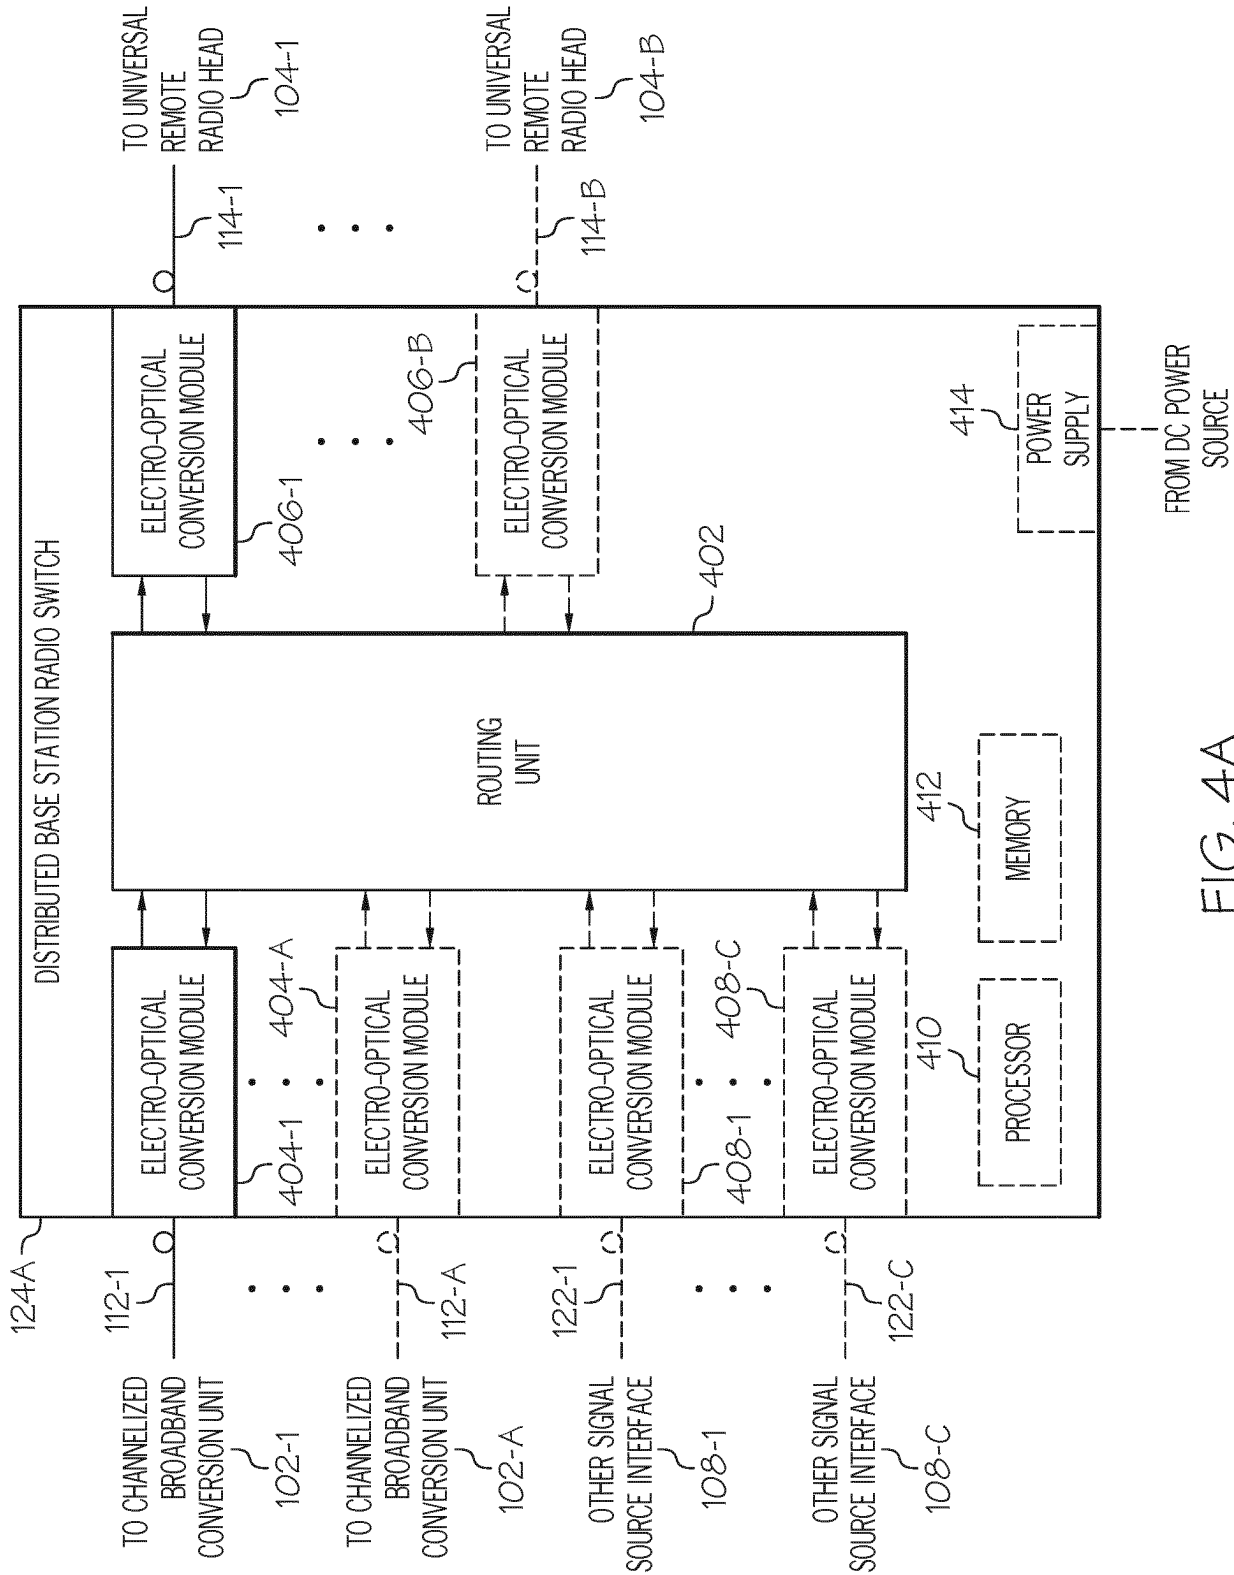 DISTRIBUTED BASE STATION RADIO SWITCH
124A
TO CHANNELIZED
BROADBAND
CONVERSION UNIT
102-1
112-1
ELECTRO-OPTICAL
CONVERSION MODULE
404-1
TO CHANNELIZED
BROADBAND
CONVERSION UNIT
102-A
112-A
ELECTRO-OPTICAL
CONVERSION MODULE
404-A
OTHER SIGNAL
SOURCE INTERFACE
108-1
122-1
ELECTRO-OPTICAL
CONVERSION MODULE
408-1
OTHER SIGNAL
SOURCE INTERFACE
108-C
122-C
ELECTRO-OPTICAL
CONVERSION MODULE
408-C
ROUTING
UNIT
402
ELECTRO-OPTICAL
CONVERSION MODULE
406-1
114-1
TO UNIVERSAL
REMOTE
RADIO HEAD
104-1
ELECTRO-OPTICAL
CONVERSION MODULE
406-B
114-B
TO UNIVERSAL
REMOTE
RADIO HEAD
104-B
PROCESSOR
410
MEMORY
412
POWER
SUPPLY
414
FROM DC POWER
SOURCE
FIG. 4A